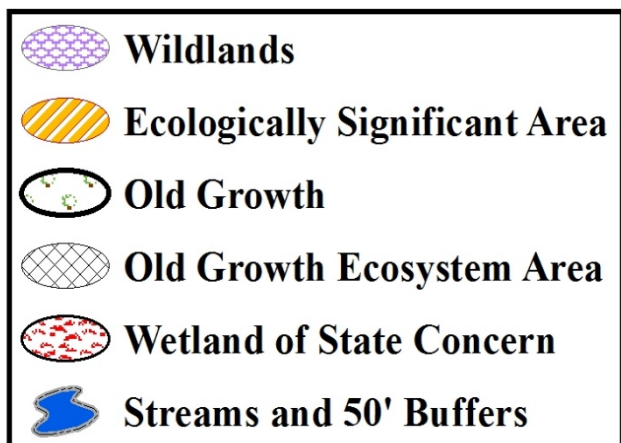 Wildlands
Ecologically Significant Area
Old Growth
Old Growth Ecosystem Area
Wetland of State Concern
Streams and 50' Buffers